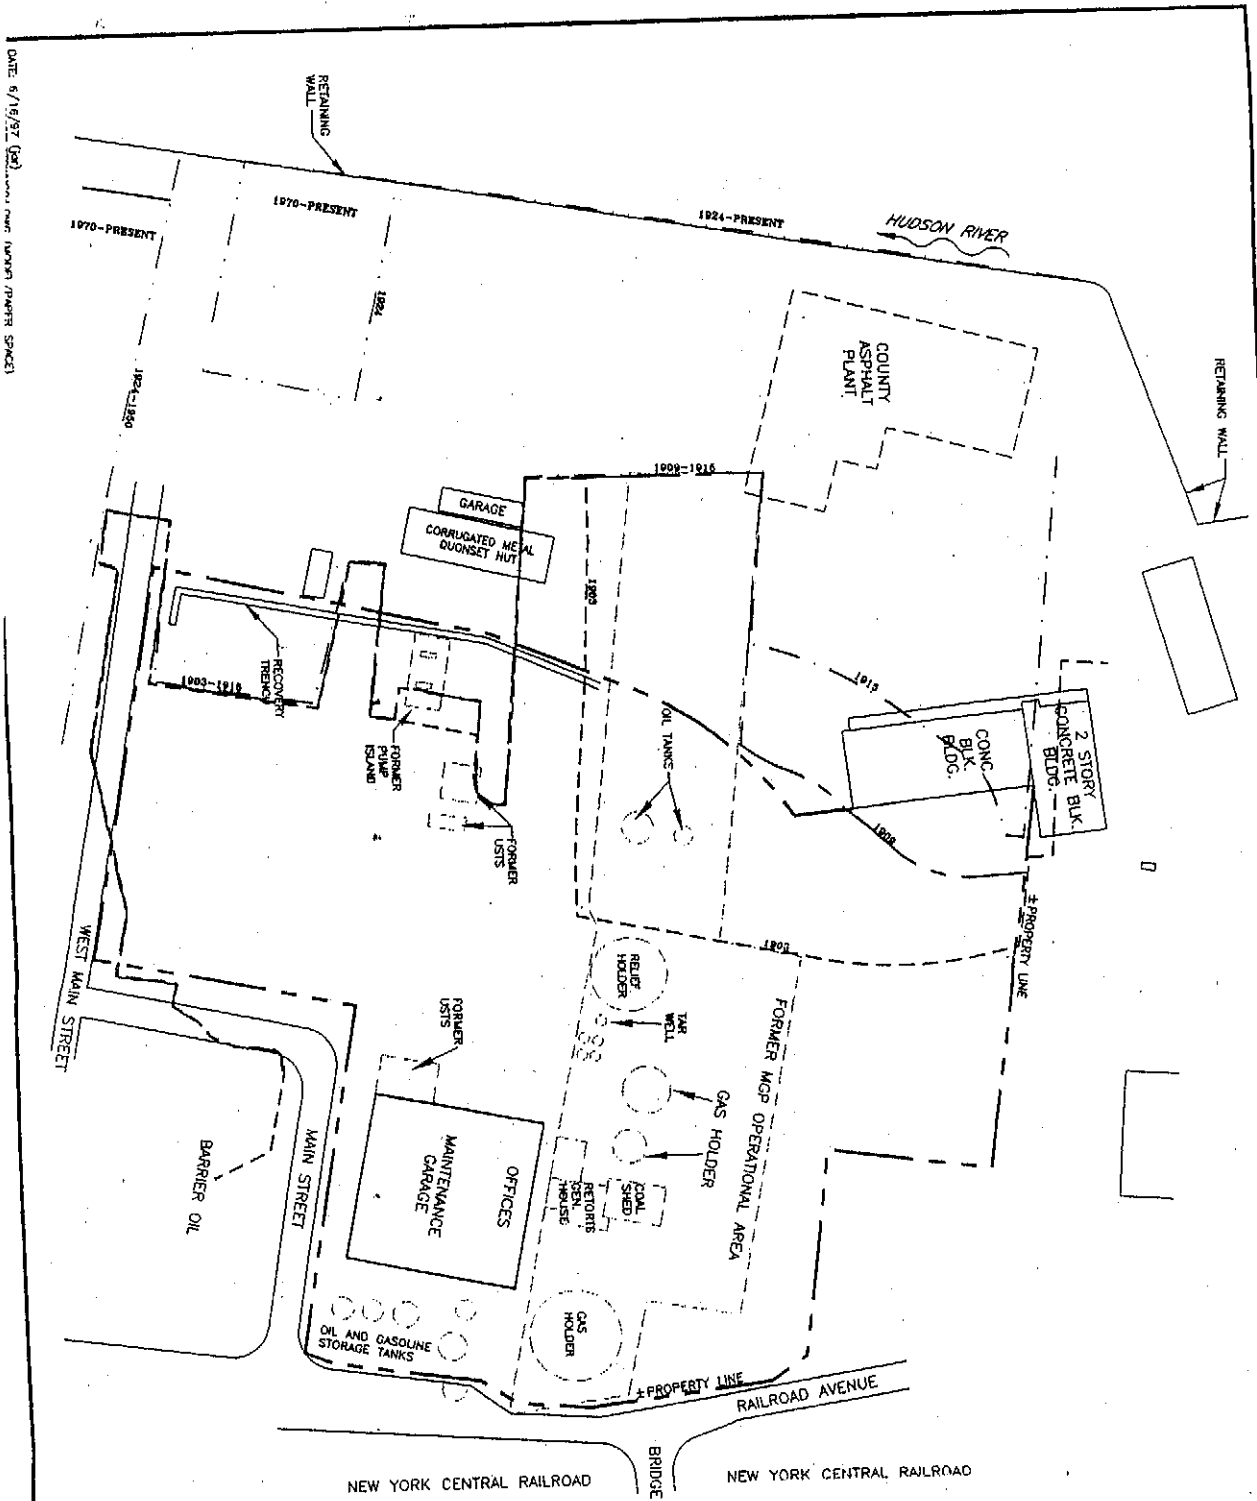 DATE: 6/16/97
RETAINING
WALL
1970-PRESENT
1970-PRESENT
1924-PRESENT
HUDSON RIVER
RETAINING WALL
1924
1924-1950
COUNTY
ASPHALT
PLANT
1909-1915
GARAGE
CORRUGATED METAL
QUONSET HUT
1903
1915
RECOVERY
TRENCH
1903-1915
FORMER
PUMP
ISLAND
OIL TANKS
CONC.
BLK.
BLDG.
2 STORY
CONCRETE BLK.
BLDG.
1909
FORMER
USTS
± PROPERTY LINE
1903
WEST MAIN STREET
RELIEF
HOLDER
TAR
WELL
FORMER
USTS
FORMER MGP OPERATIONAL AREA
GAS HOLDER
MAIN STREET
BARRIER OIL
OFFICES
MAINTENANCE
GARAGE
RETORTS
GEN.
HOUSE
COAL
SHED
GAS
HOLDER
OIL AND GASOLINE
STORAGE TANKS
± PROPERTY LINE
RAILROAD AVENUE
BRIDGE
NEW YORK CENTRAL RAILROAD
NEW YORK CENTRAL RAILROAD